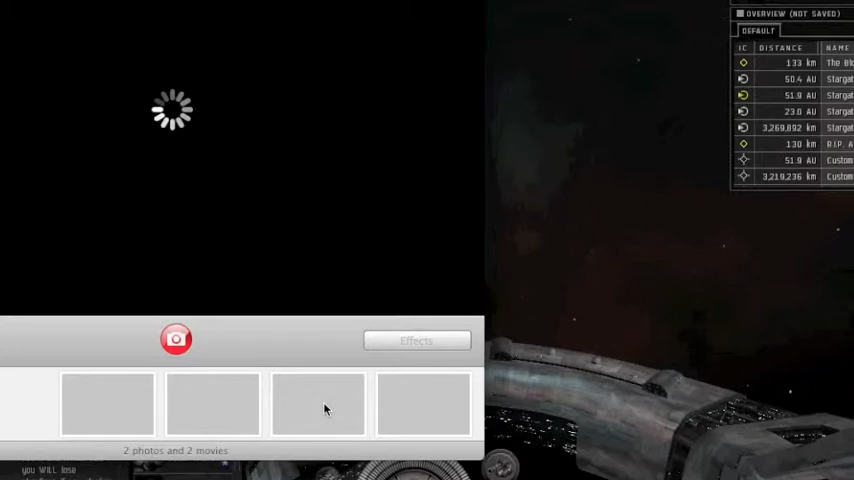 OVERVIEW (NOT SAVED)
DEFAULT
IC DISTANCE NAME
133 km The Blo
50.4 AU Stargat
51.9 AU Stargat
23.0 AU Stargat
3,269,892 km Stargat
130 km R.I.P. A
51.9 AU Custom
3,219,236 km Custom
Effects
2 photos and 2 movies
you WILL lose